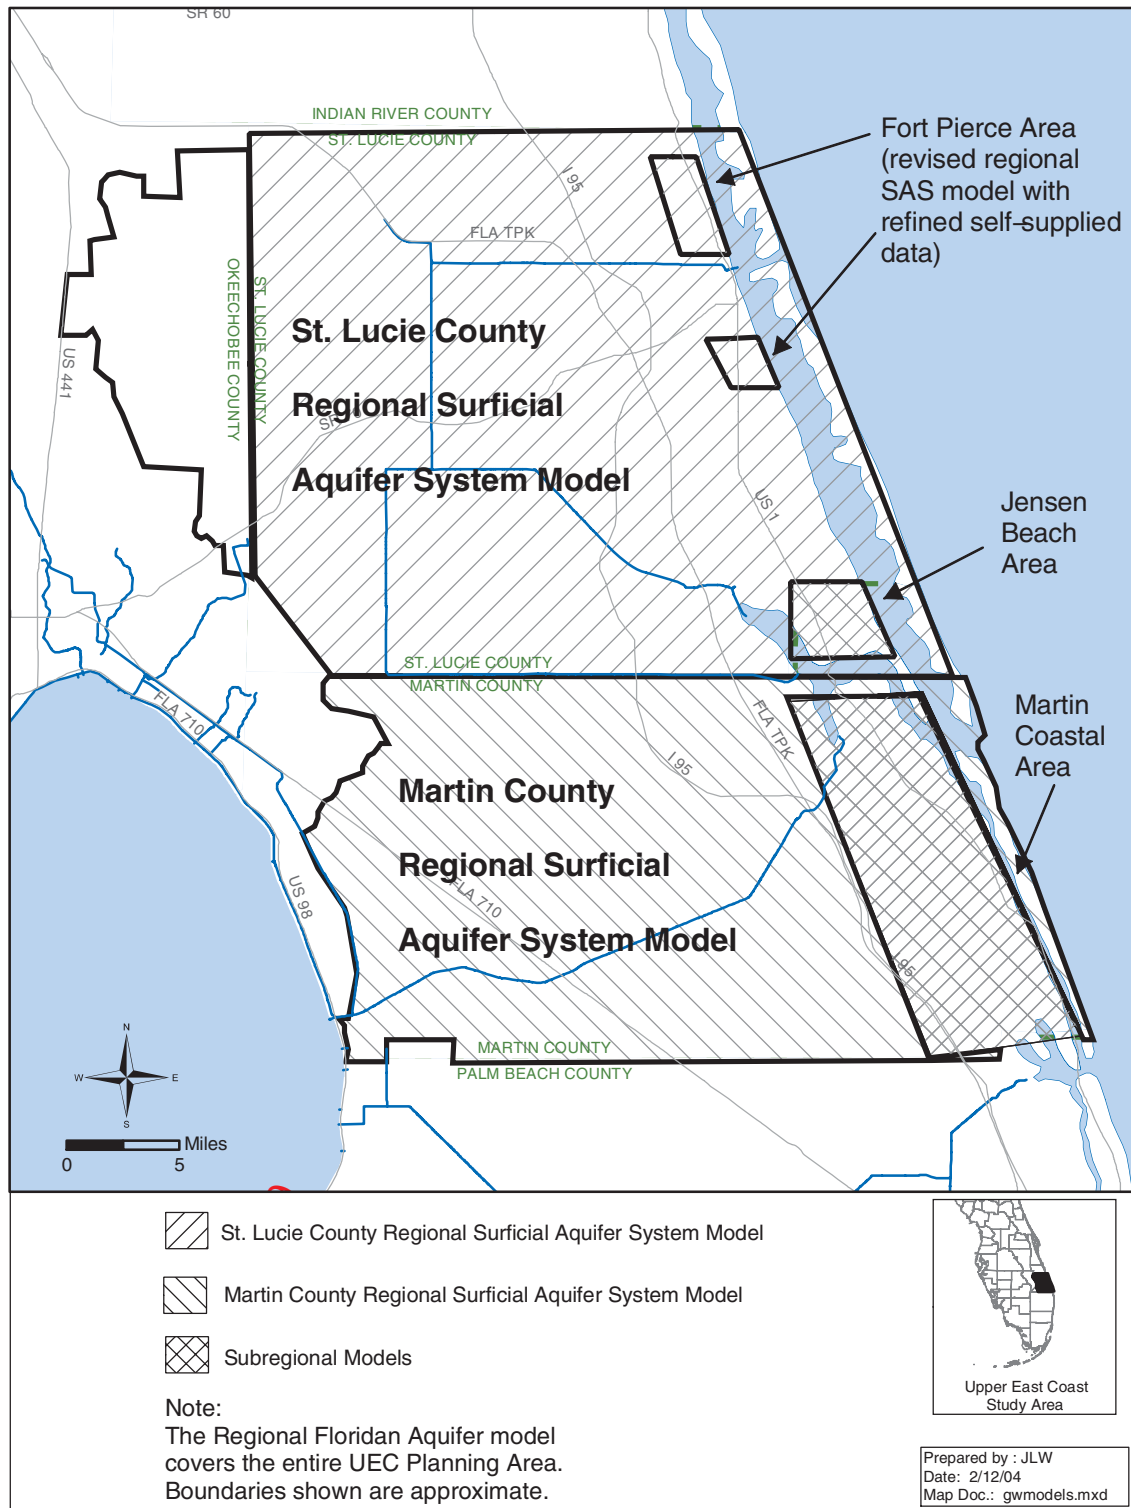 SR 60
INDIAN RIVER COUNTY
ST. LUCIE COUNTY
I 95
Fort Pierce Area
(revised regional
SAS model with
refined self-supplied
data)
FLA TPK
OKEECHOBEE COUNTY
ST. LUCIE COUNTY
US 441
St. Lucie County
Regional Surficial
Aquifer System Model
US 1
Jensen
Beach
Area
ST. LUCIE COUNTY
MARTIN COUNTY
FLA 710
FLA TPK
I 95
Martin
Coastal
Area
Martin County
Regional Surficial
Aquifer System Model
FLA 710
US 98
I 95
MARTIN COUNTY
PALM BEACH COUNTY
N
W E
S
Miles
0 5
St. Lucie County Regional Surficial Aquifer System Model
Martin County Regional Surficial Aquifer System Model
Subregional Models
Note:
The Regional Floridan Aquifer model
covers the entire UEC Planning Area.
Boundaries shown are approximate.
Upper East Coast
Study Area
Prepared by : JLW
Date: 2/12/04
Map Doc.: gwmodels.mxd